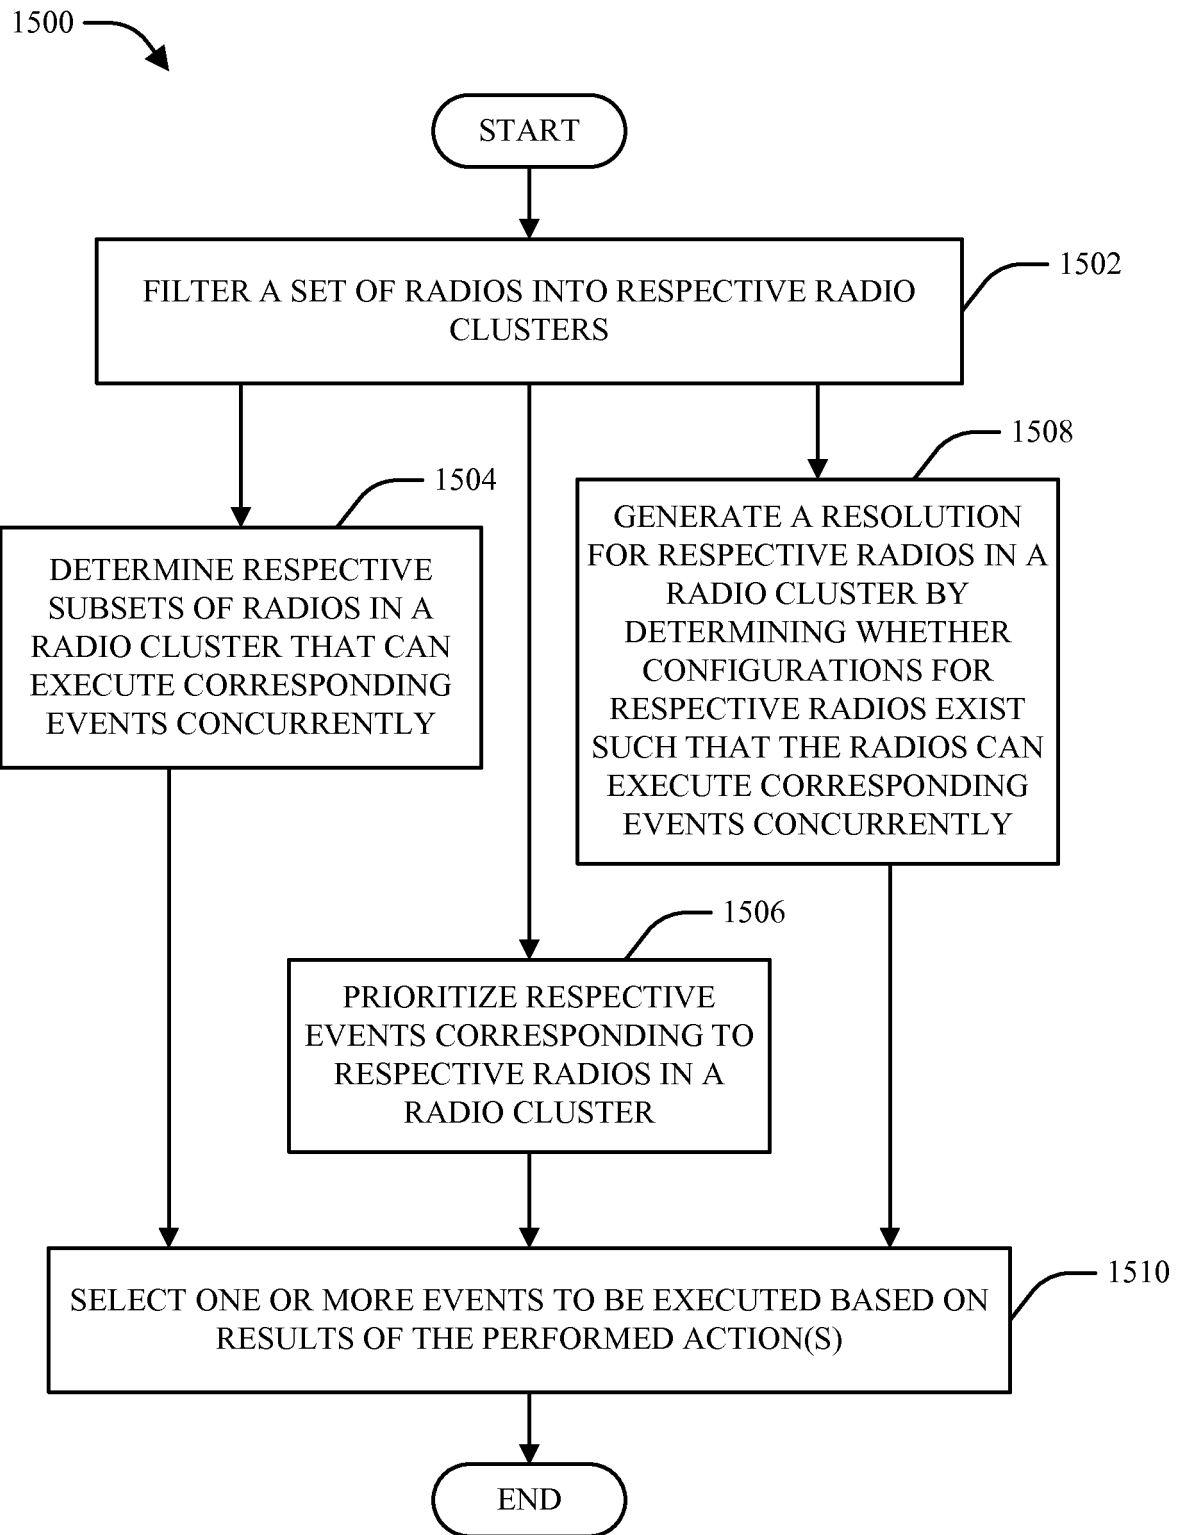 1500
START
FILTER A SET OF RADIOS INTO RESPECTIVE RADIO
CLUSTERS
1502
1504
DETERMINE RESPECTIVE
SUBSETS OF RADIOS IN A
RADIO CLUSTER THAT CAN
EXECUTE CORRESPONDING
EVENTS CONCURRENTLY
1508
GENERATE A RESOLUTION
FOR RESPECTIVE RADIOS IN A
RADIO CLUSTER BY
DETERMINING WHETHER
CONFIGURATIONS FOR
RESPECTIVE RADIOS EXIST
SUCH THAT THE RADIOS CAN
EXECUTE CORRESPONDING
EVENTS CONCURRENTLY
1506
PRIORITIZE RESPECTIVE
EVENTS CORRESPONDING TO
RESPECTIVE RADIOS IN A
RADIO CLUSTER
1510
SELECT ONE OR MORE EVENTS TO BE EXECUTED BASED ON
RESULTS OF THE PERFORMED ACTION(S)
END